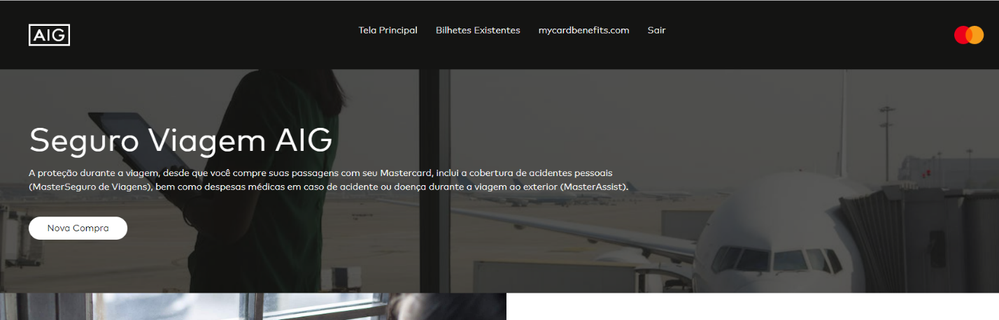 AIG
Tela Principal
Bilhetes Existentes
mycardbenefits.com
Sair
Seguro Viagem AIG
A proteção durante a viagem, desde que você compre suas passagens com seu Mastercard, inclui a cobertura de acidentes pessoais
(MasterSeguro de Viagens), bem como despesas médicas em caso de acidente ou doença durante a viagem ao exterior (MasterAssist).
Nova Compra